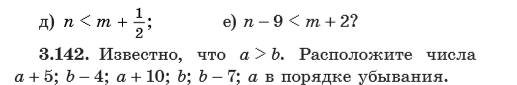 д) n < m + 1/2; е) n – 9 < m + 2?
3.142. Известно, что a > b. Расположите числа
a + 5; b – 4; a + 10; b; b – 7; a в порядке убывания.